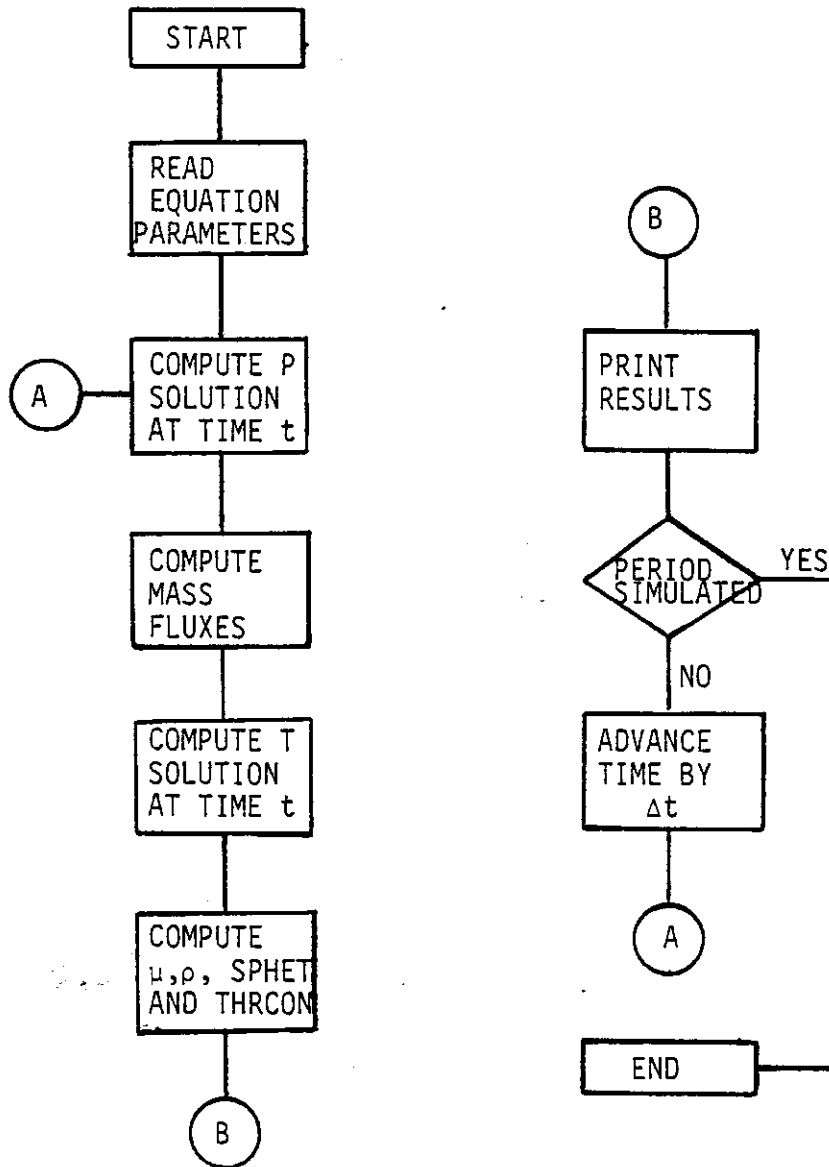 START
READ
EQUATION
PARAMETERS
A
COMPUTE P
SOLUTION
AT TIME t
COMPUTE
MASS
FLUXES
COMPUTE T
SOLUTION
AT TIME t
COMPUTE
μ,ρ, SPHET
AND THRCON
B
B
PRINT
RESULTS
PERIOD
SIMULATED
YES
NO
ADVANCE
TIME BY
Δt
A
END